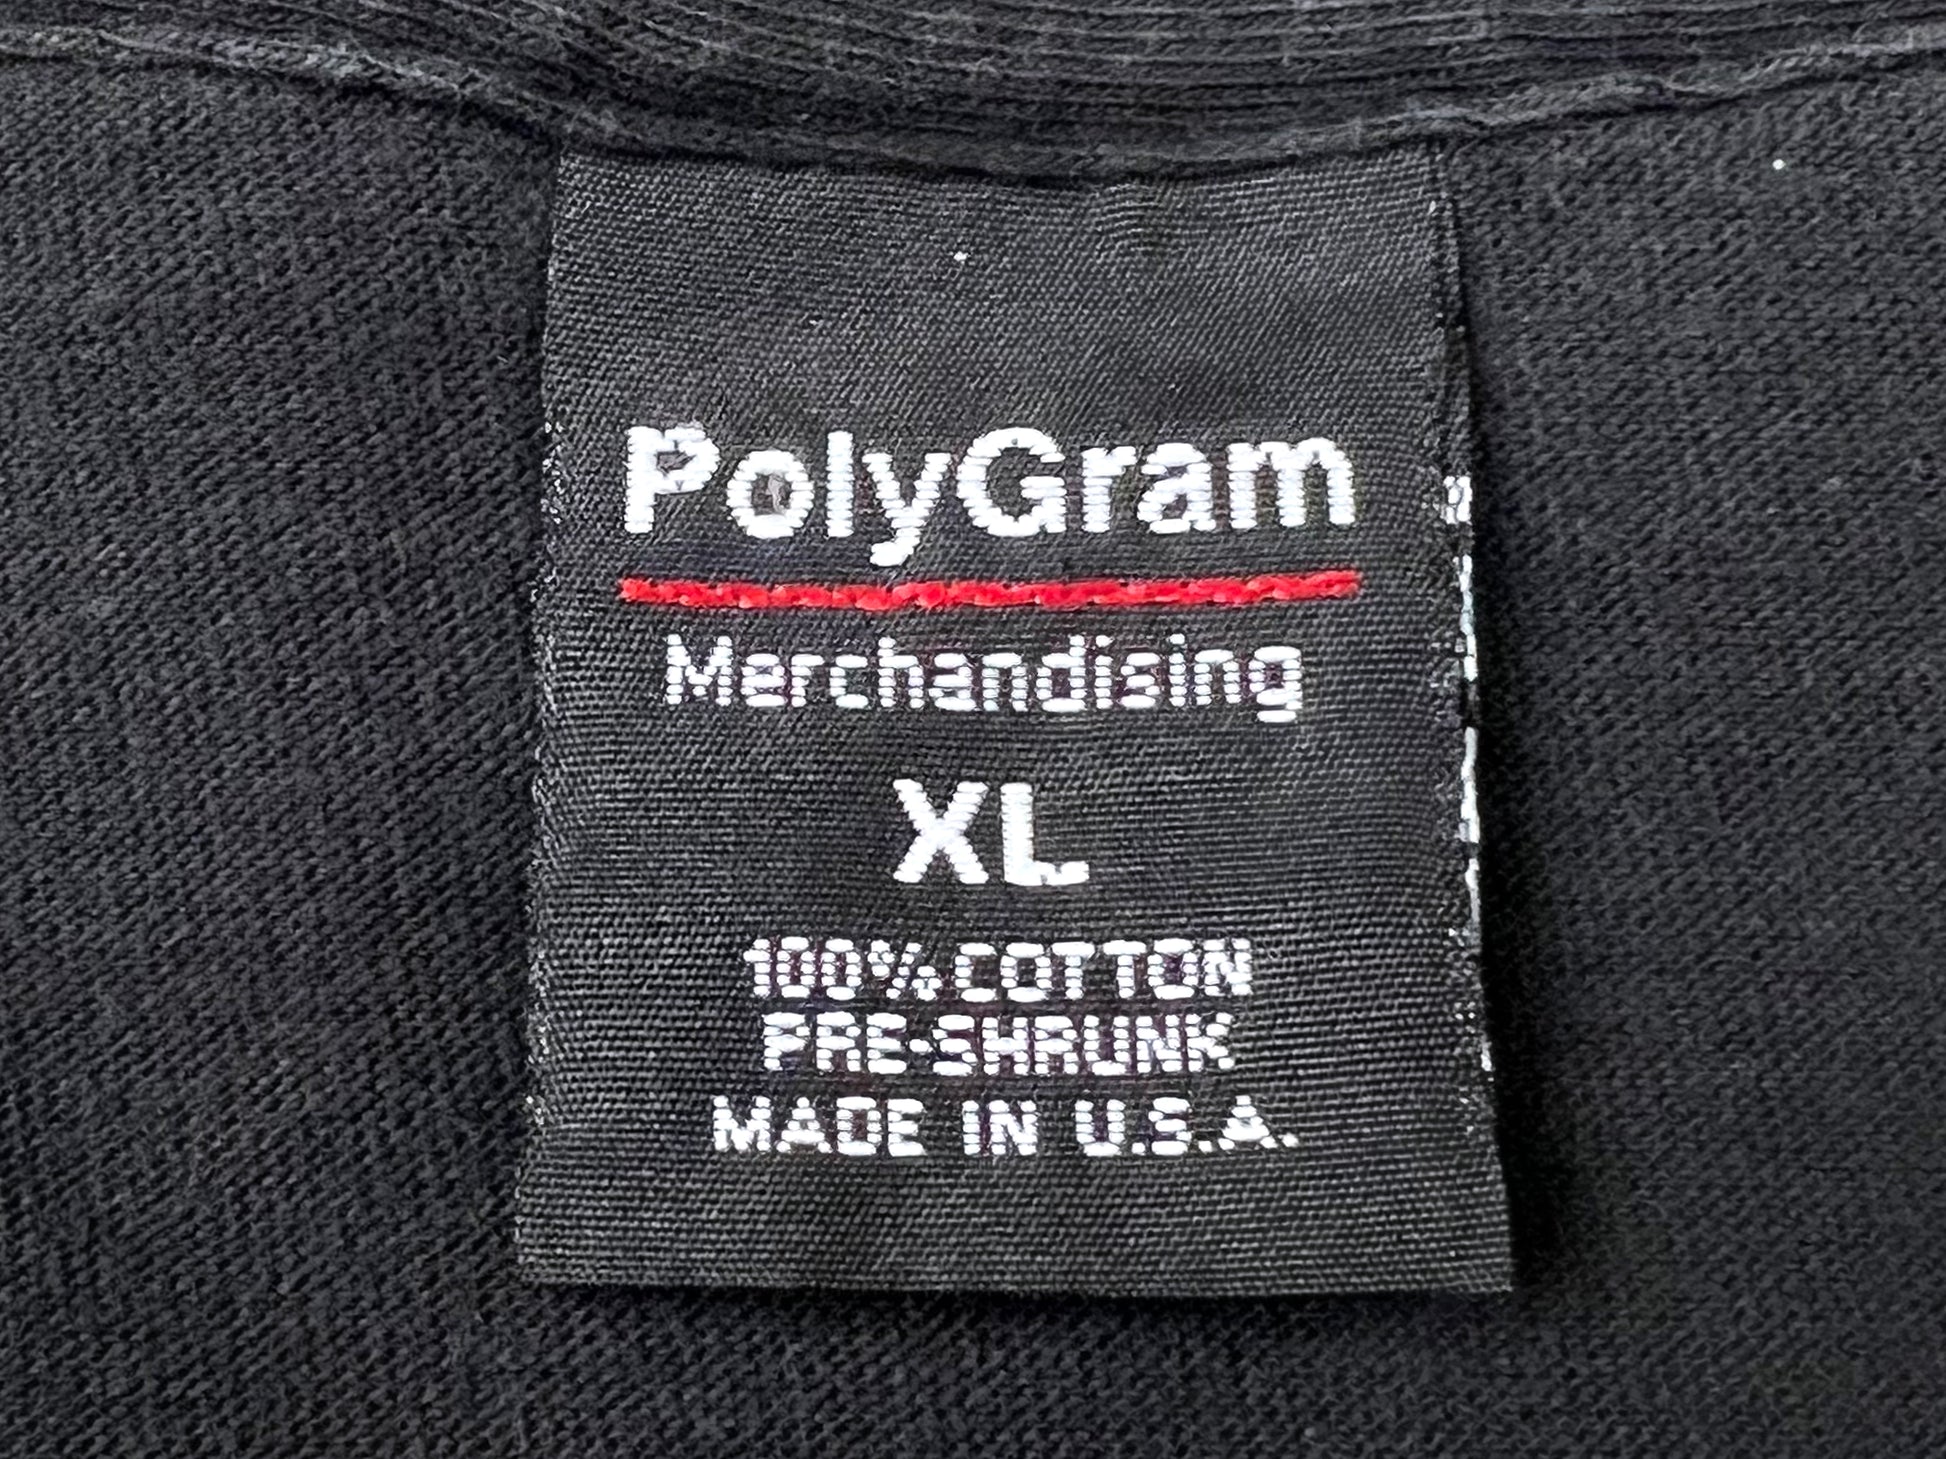 PolyGram
Merchandising
XL
100% COTTON
PRE-SHRUNK
MADE IN U.S.A.